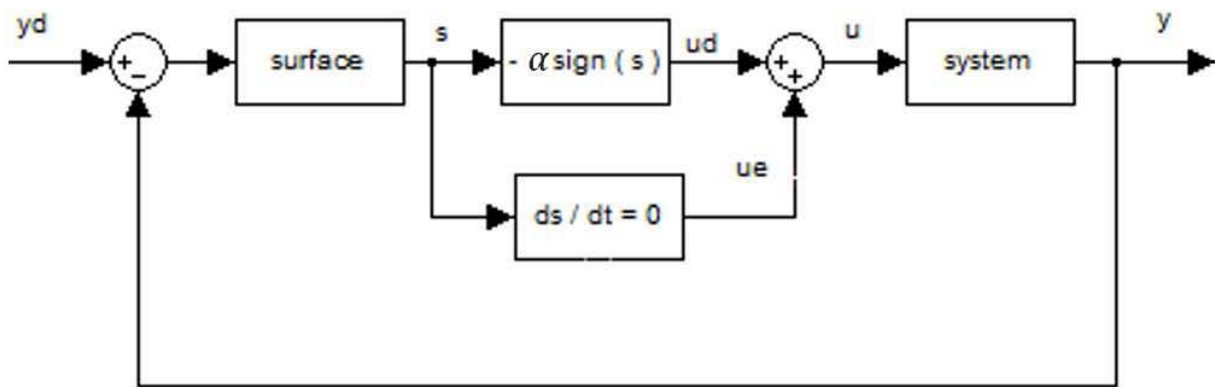 yd
+
−
surface
s
- α sign ( s )
ud
+
+
u
system
y
ue
ds / dt = 0